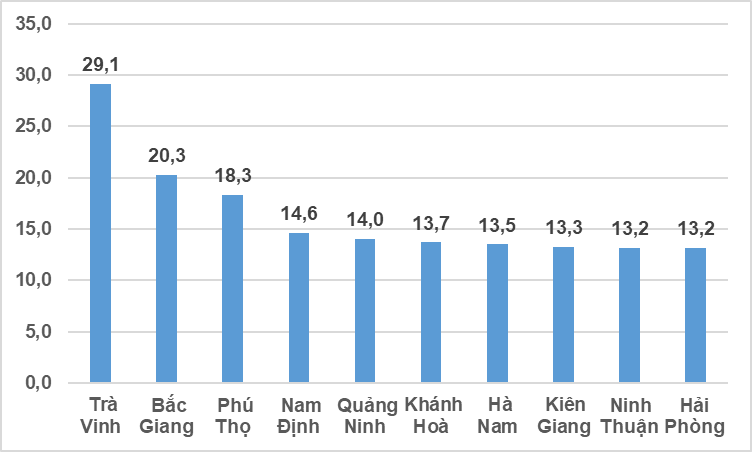 35,0
30,0
25,0
20,0
15,0
10,0
5,0
0,0
29,1
20,3
18,3
14,6
14,0
13,7
13,5
13,3
13,2
13,2
Trà
Vinh
Bắc
Giang
Phú
Thọ
Nam
Định
Quảng
Ninh
Khánh
Hoà
Hà
Nam
Kiên
Giang
Ninh
Thuận
Hải
Phòng